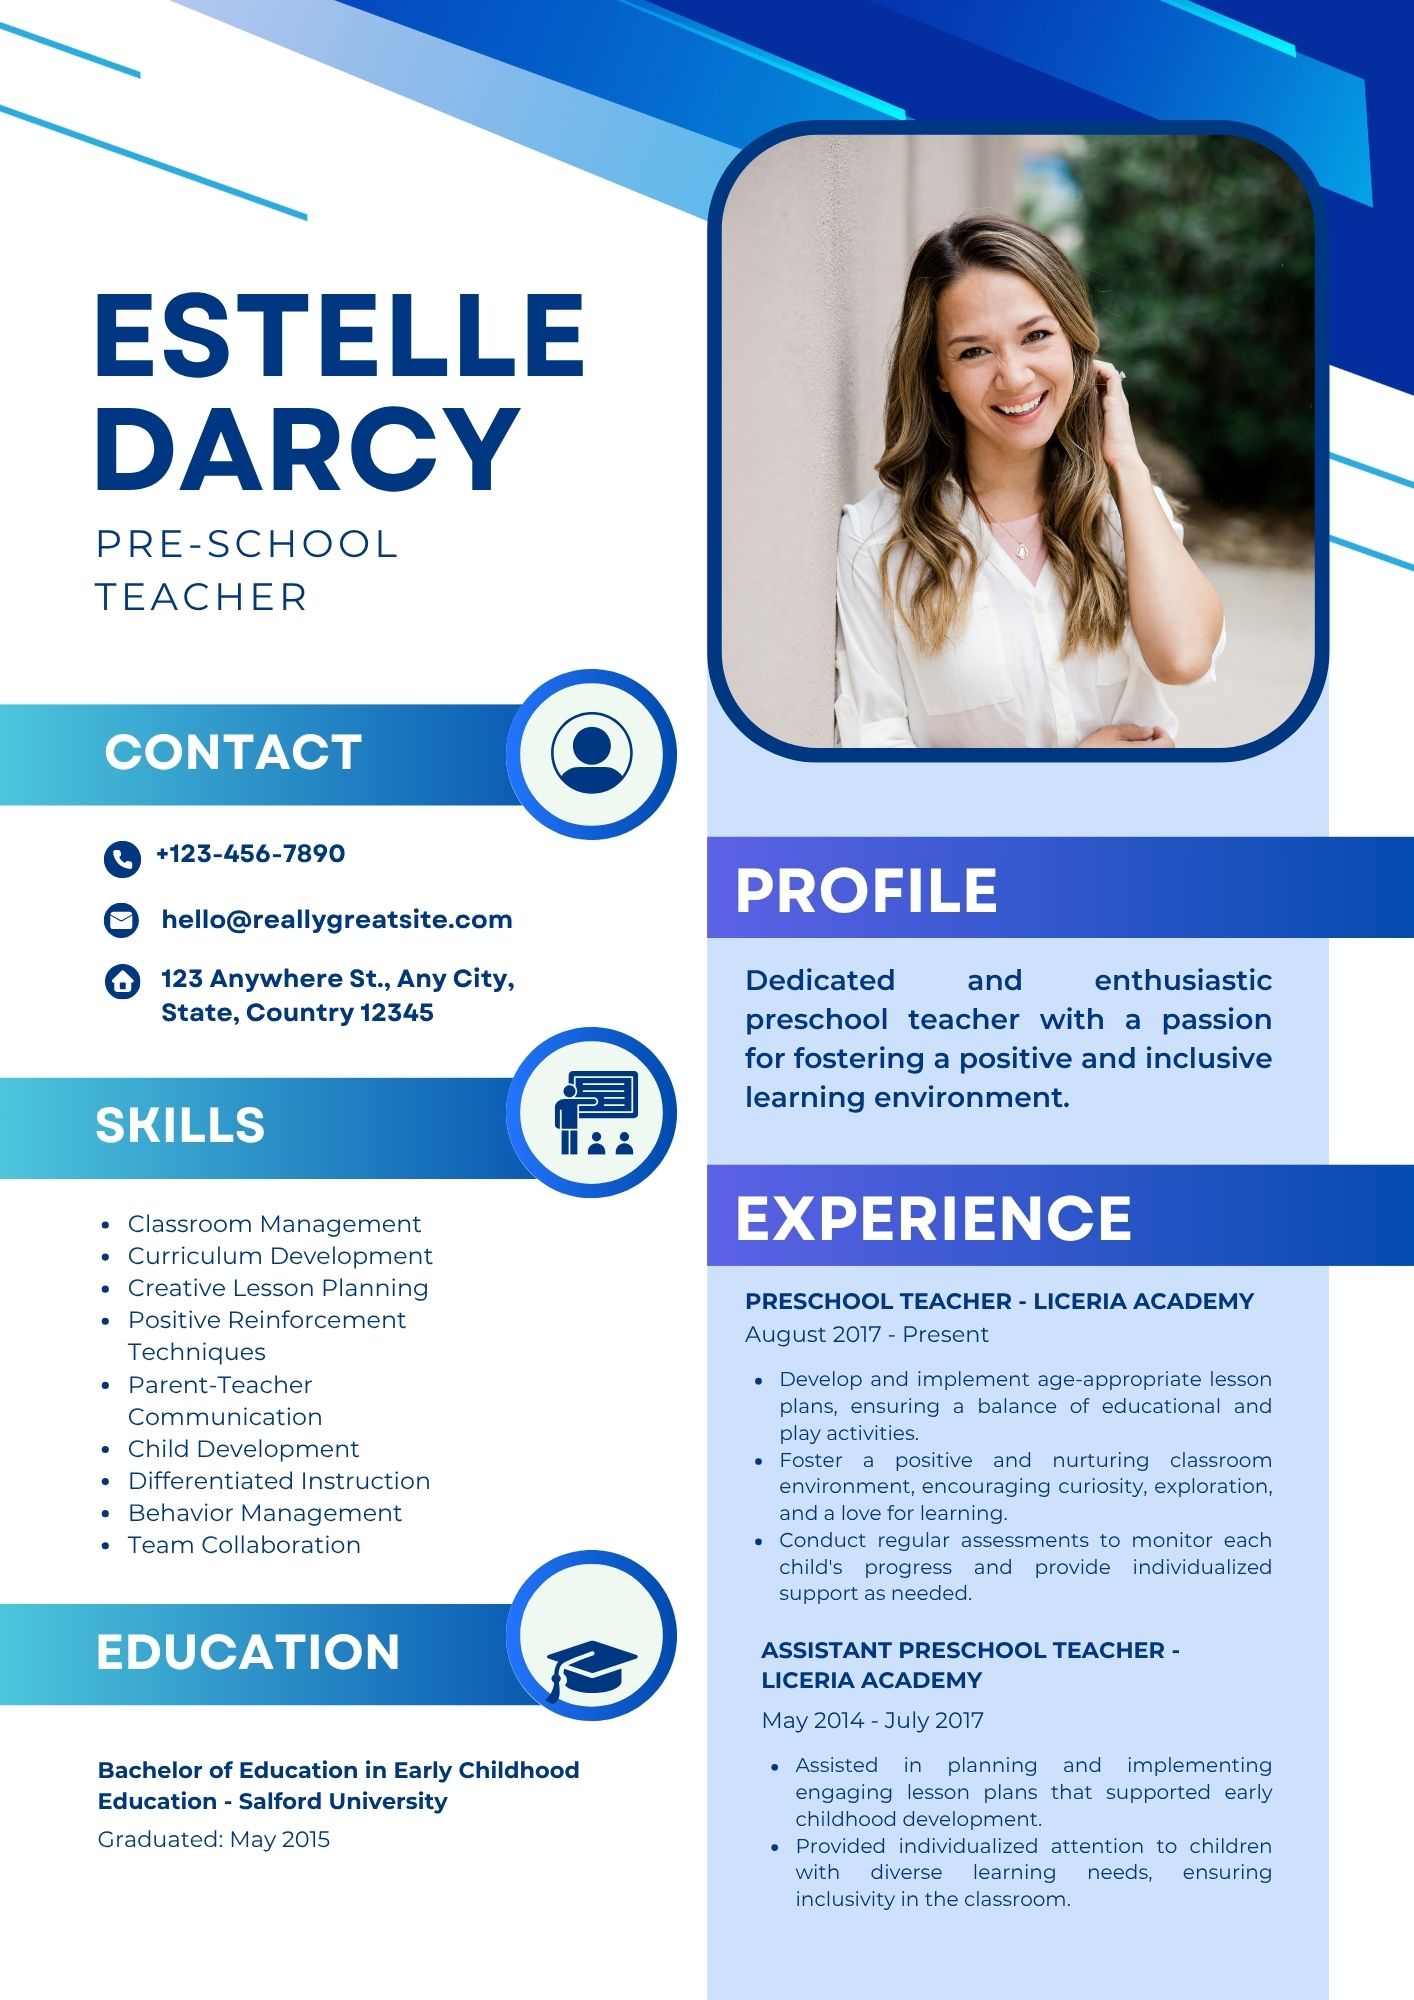 ESTELLE
DARCY
PRE-SCHOOL
TEACHER
CONTACT
+123-456-7890
hello@reallygreatsite.com
123 Anywhere St., Any City,
State, Country 12345
SKILLS
• Classroom Management
• Curriculum Development
• Creative Lesson Planning
• Positive Reinforcement
Techniques
• Parent-Teacher
Communication
• Child Development
• Differentiated Instruction
• Behavior Management
• Team Collaboration
EDUCATION
Bachelor of Education in Early Childhood
Education - Salford University
Graduated: May 2015
PROFILE
Dedicated and enthusiastic
preschool teacher with a passion
for fostering a positive and inclusive
learning environment.
EXPERIENCE
PRESCHOOL TEACHER - LICERIA ACADEMY
August 2017 - Present
• Develop and implement age-appropriate lesson
plans, ensuring a balance of educational and
play activities.
• Foster a positive and nurturing classroom
environment, encouraging curiosity, exploration,
and a love for learning.
• Conduct regular assessments to monitor each
child's progress and provide individualized
support as needed.
ASSISTANT PRESCHOOL TEACHER -
LICERIA ACADEMY
May 2014 - July 2017
• Assisted in planning and implementing
engaging lesson plans that supported early
childhood development.
• Provided individualized attention to children
with diverse learning needs, ensuring
inclusivity in the classroom.